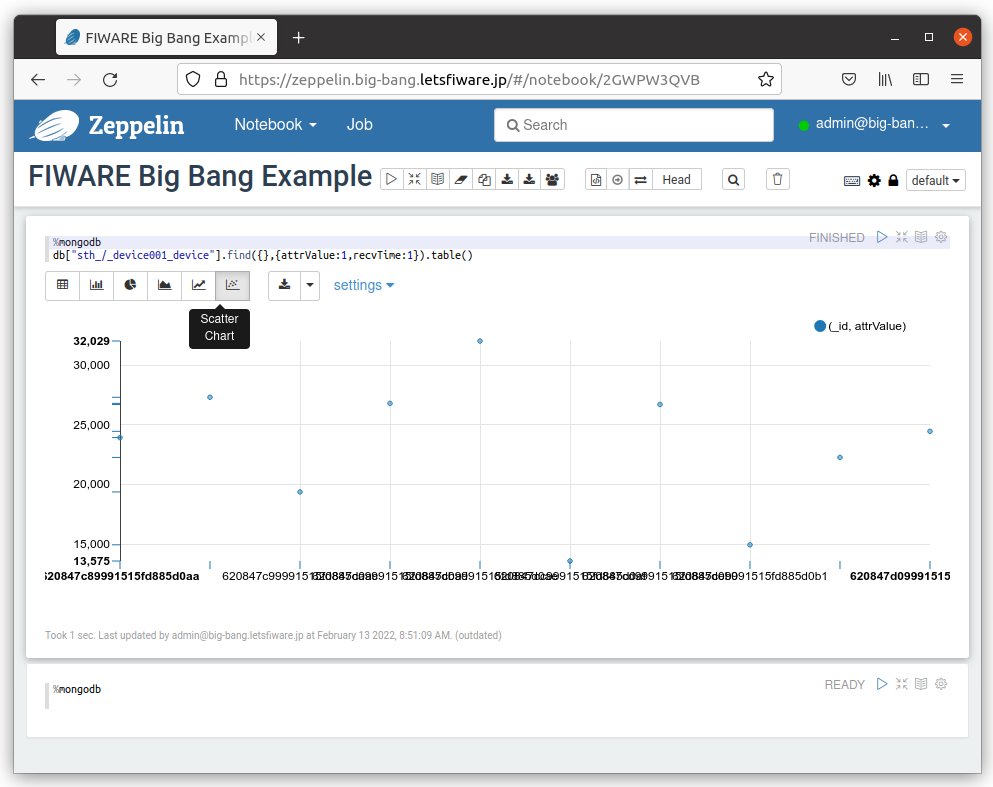 FIWARE Big Bang Examp
https://zeppelin.big-bang.letsfiware.jp/#/notebook/2GWPW3QVB
Zeppelin Notebook Job Search admin@big-ban...
FIWARE Big Bang Example Head default
FINISHED
%mongodb
db["sth_/_device001_device"].find({},{attrValue:1,recvTime:1}).table()
settings
Scatter
Chart
(_id, attrValue)
32,029
30,000
25,000
20,000
15,000
13,575
620847c89991515fd885d0aa 620847d09991515
Took 1 sec. Last updated by admin@big-bang.letsfiware.jp at February 13 2022, 8:51:09 AM. (outdated)
%mongodb
READY